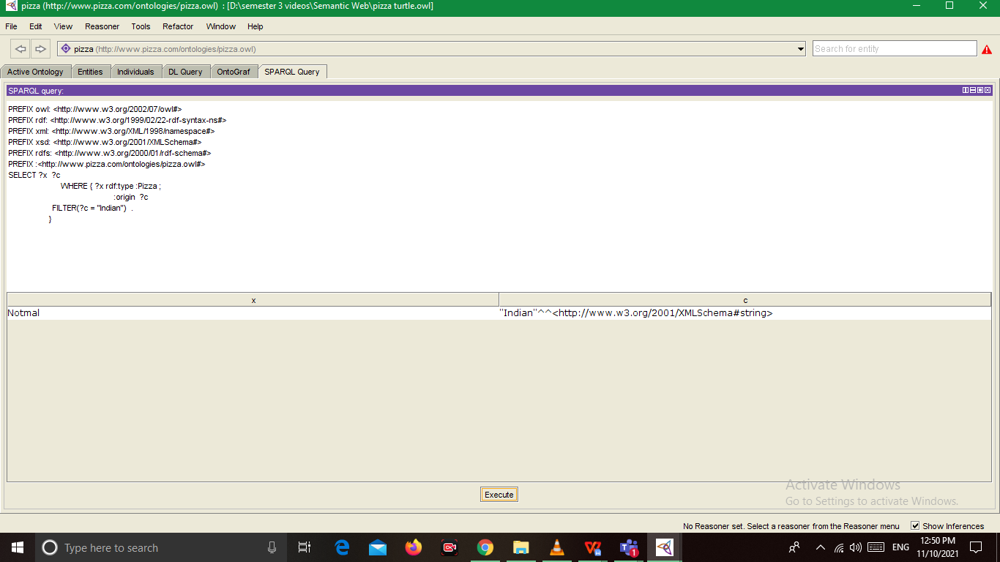 pizza (http://www.pizza.com/ontologies/pizza.owl)  : [D:\semester 3 videos\Semantic Web\pizza turtle.owl]
File Edit View Reasoner Tools Refactor Window Help
pizza (http://www.pizza.com/ontologies/pizza.owl) Search for entity
Active Ontology Entities Individuals DL Query OntoGraf SPARQL Query
SPARQL query:
PREFIX owl: <http://www.w3.org/2002/07/owl#>
PREFIX rdf: <http://www.w3.org/1999/02/22-rdf-syntax-ns#>
PREFIX xml: <http://www.w3.org/XML/1998/namespace#>
PREFIX xsd: <http://www.w3.org/2001/XMLSchema#>
PREFIX rdfs: <http://www.w3.org/2000/01/rdf-schema#>
PREFIX :<http://www.pizza.com/ontologies/pizza.owl#>
SELECT ?x  ?c
WHERE { ?x rdf:type :Pizza ;
:origin  ?c
FILTER(?c = "Indian")  .
}
x c
Notmal "Indian"^^<http://www.w3.org/2001/XMLSchema#string>
Execute
Activate Windows
Go to Settings to activate Windows.
No Reasoner set. Select a reasoner from the Reasoner menu Show Inferences
Type here to search 1 ENG 12:50 PM
11/10/2021